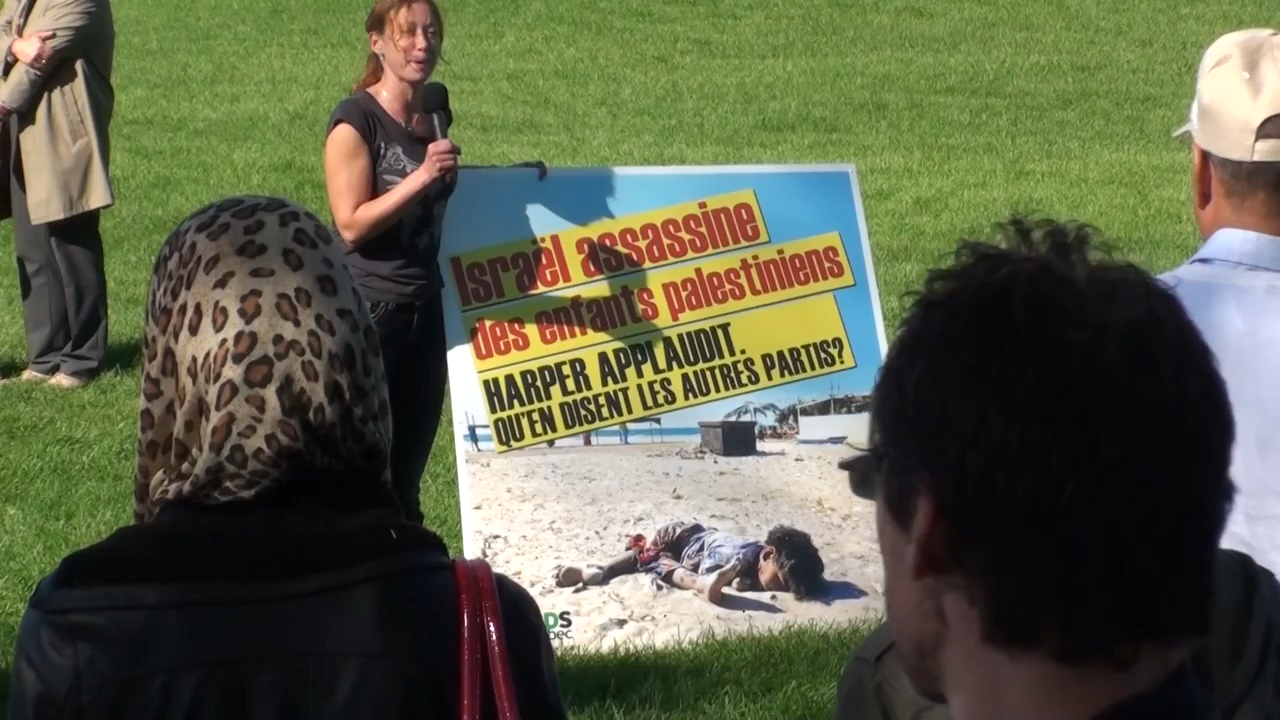 Israël assassine
des enfants palestiniens
HARPER APPLAUDIT.
QU'EN DISENT LES AUTRES PARTIS?